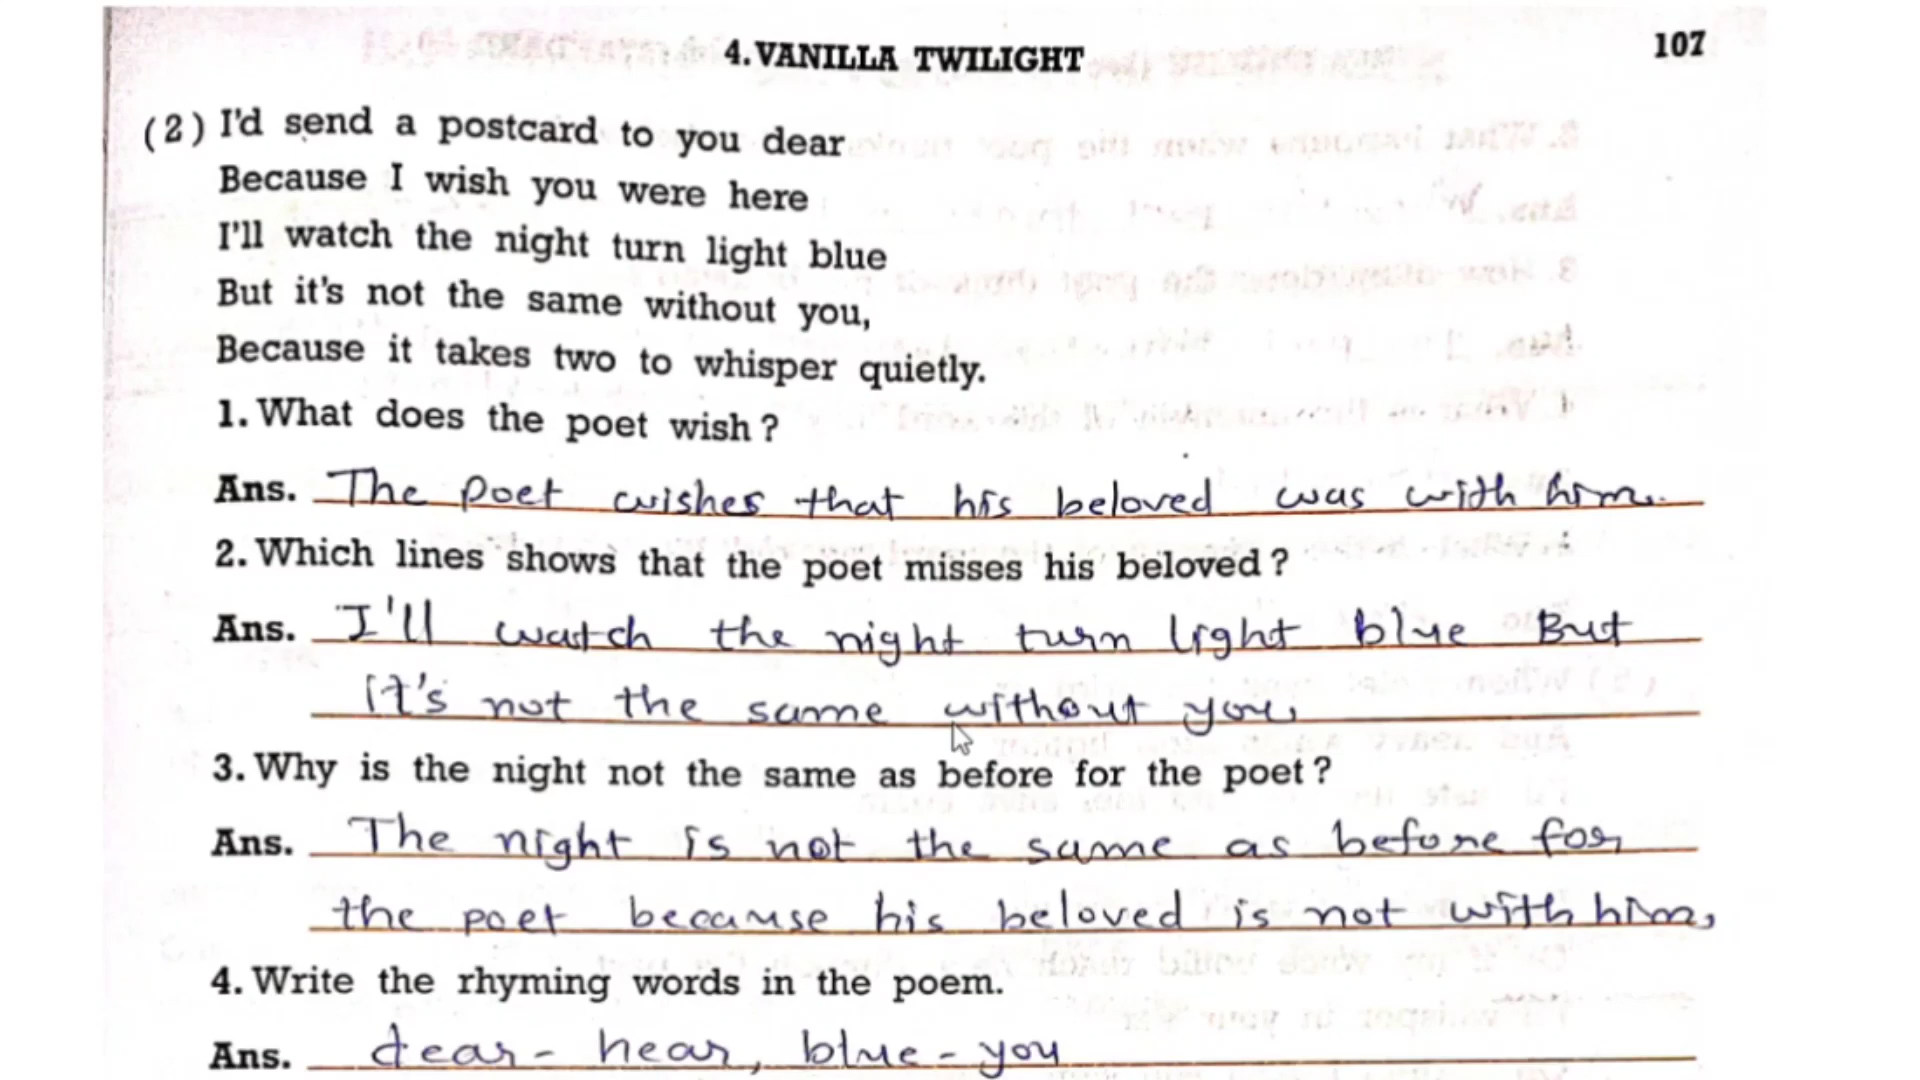 4. VANILLA TWILIGHT
107
(2) I'd send a postcard to you dear
Because I wish you were here
I'll watch the night turn light blue
But it's not the same without you,
Because it takes two to whisper quietly.
1. What does the poet wish ?
Ans. The poet wishes that his beloved was with him.
2. Which lines shows that the poet misses his beloved ?
Ans. I'll watch the night turn light blue But
it's not the same without you
3. Why is the night not the same as before for the poet ?
Ans. The night is not the same as before for
the poet because his beloved is not with him.
4. Write the rhyming words in the poem.
Ans. dear - hear, blue - you